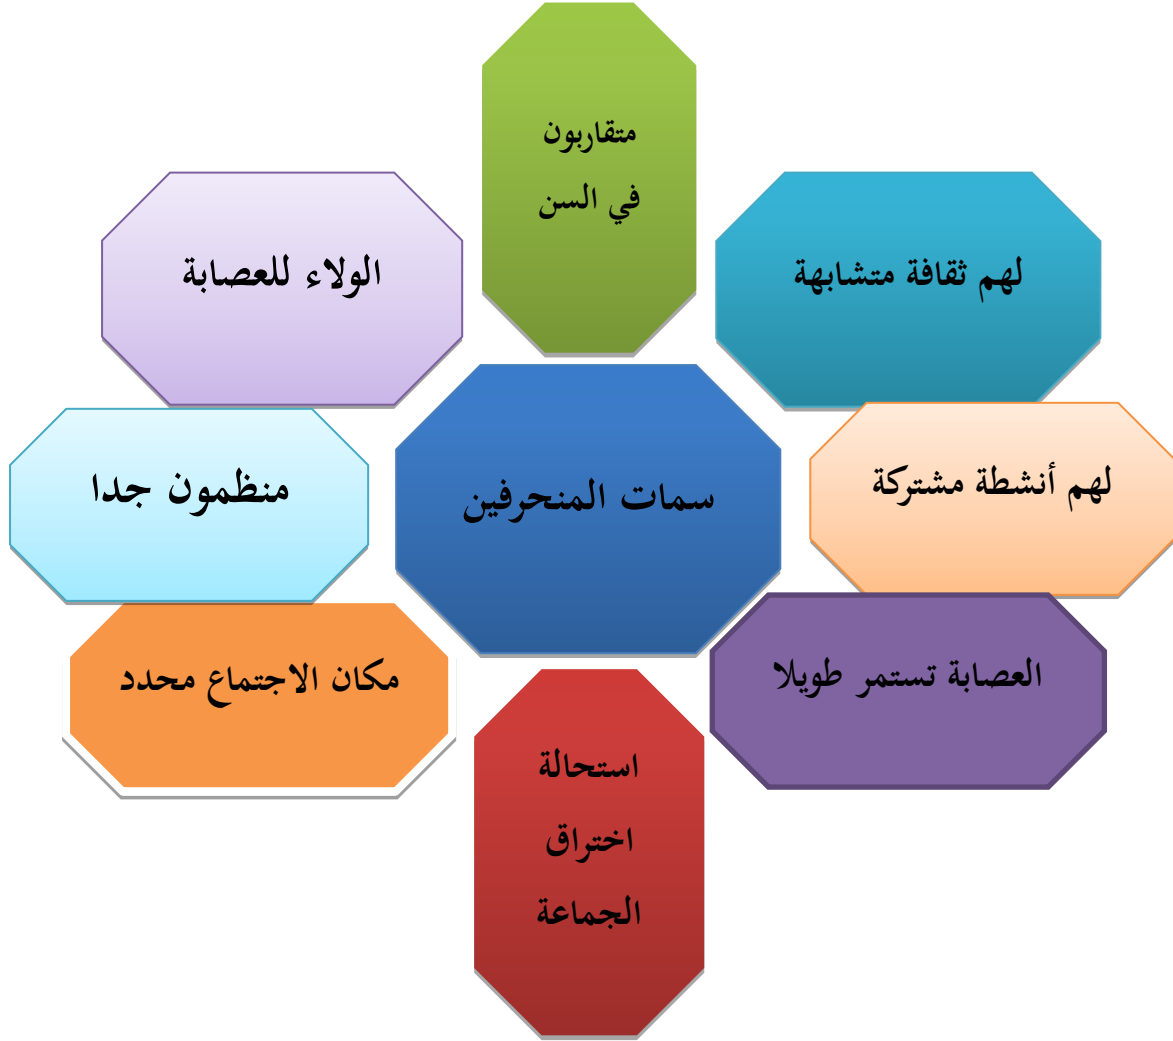 متقاربون
في السن
لهم ثقافة متشابهة
الولاء للعصابة
لهم أنشطة مشتركة
سمات المنحرفين
منظمون جدا
العصابة تستمر طويلا
مكان الاجتماع محدد
استحالة
اختراق
الجماعة